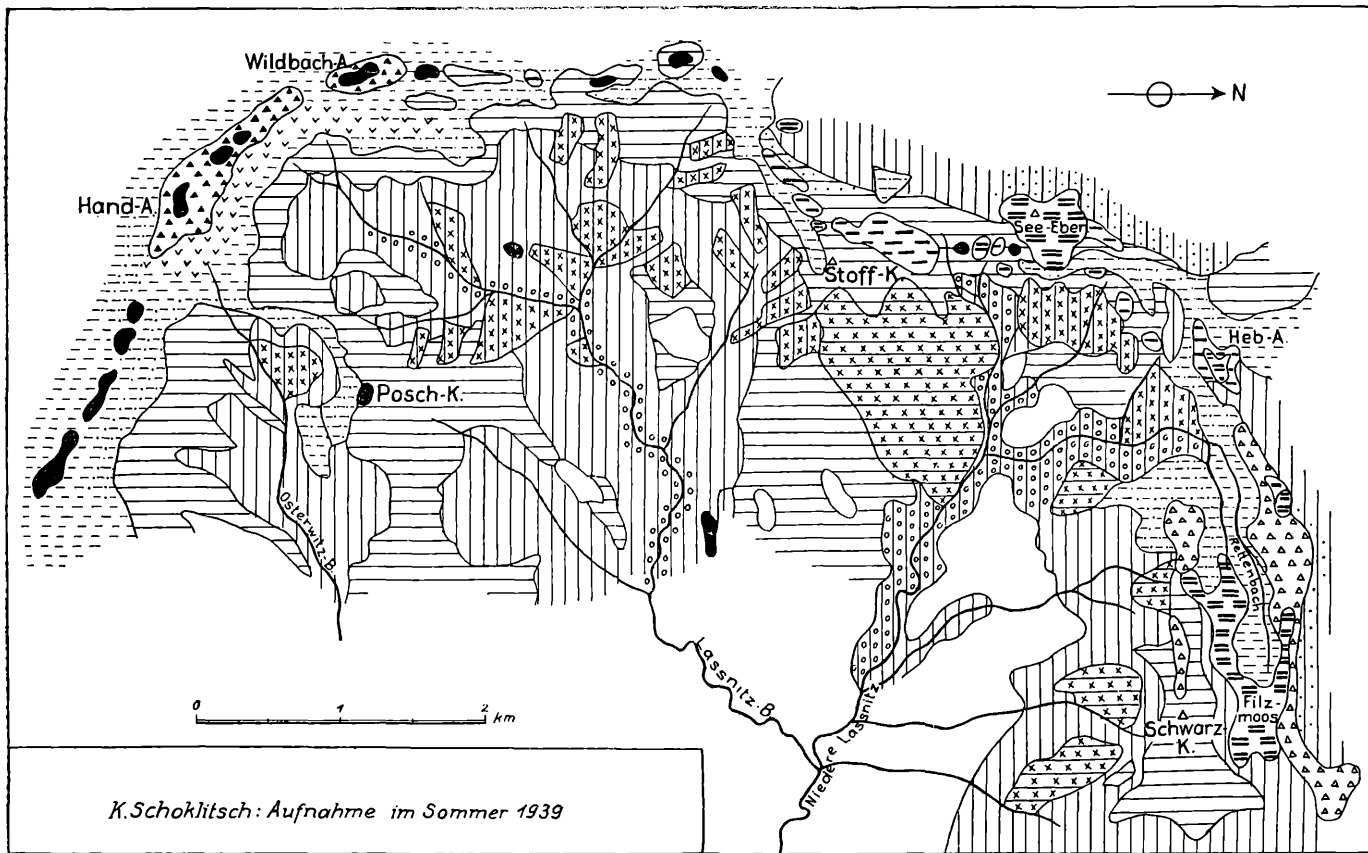 Wildbach-A.
N
Hand-A.
See-Eben
Stoff-K.
Heb-A.
Posch-K.
Osterwitz-B.
Rettenbach
Lassnitz-B.
Niedere Lassnitz
Filz-
moos
Schwarz-
K.
0 1 2
km
K.Schoklitsch: Aufnahme im Sommer 1939